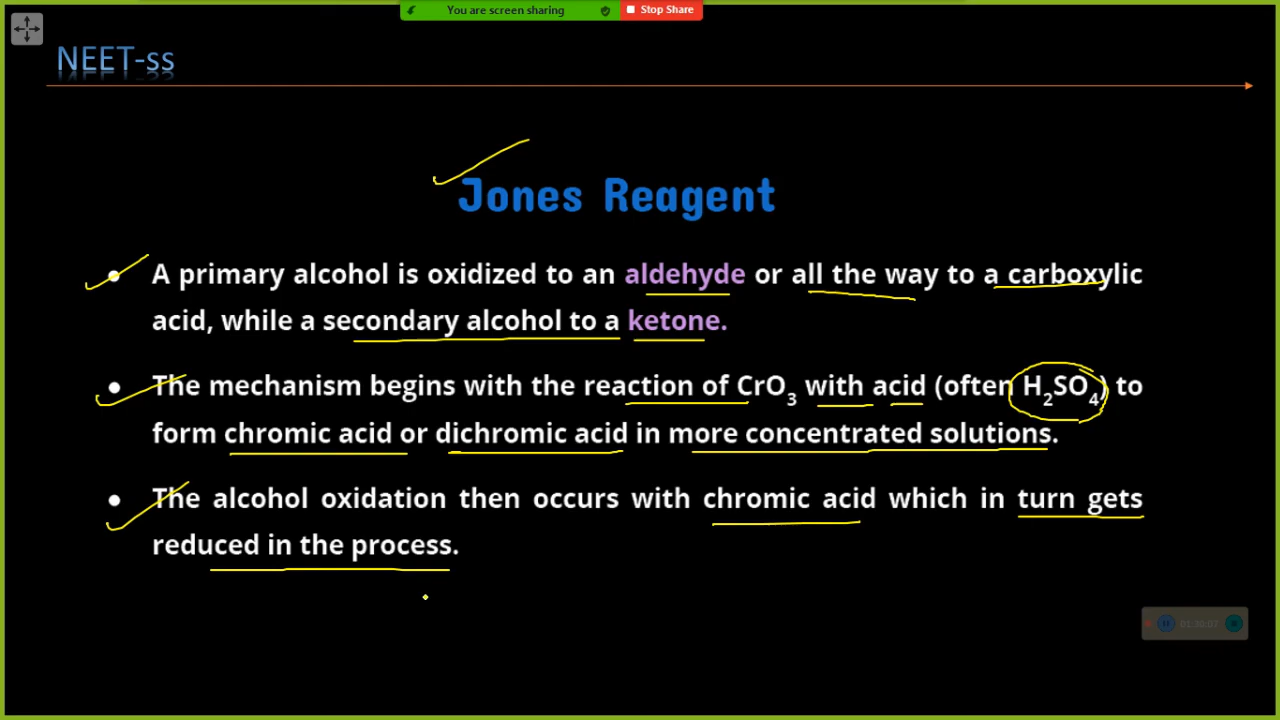 You are screen sharing
Stop Share
NEET-ss
Jones Reagent
• A primary alcohol is oxidized to an aldehyde or all the way to a carboxylic
acid, while a secondary alcohol to a ketone.
• The mechanism begins with the reaction of CrO₃ with acid (often H₂SO₄) to
form chromic acid or dichromic acid in more concentrated solutions.
• The alcohol oxidation then occurs with chromic acid which in turn gets
reduced in the process.